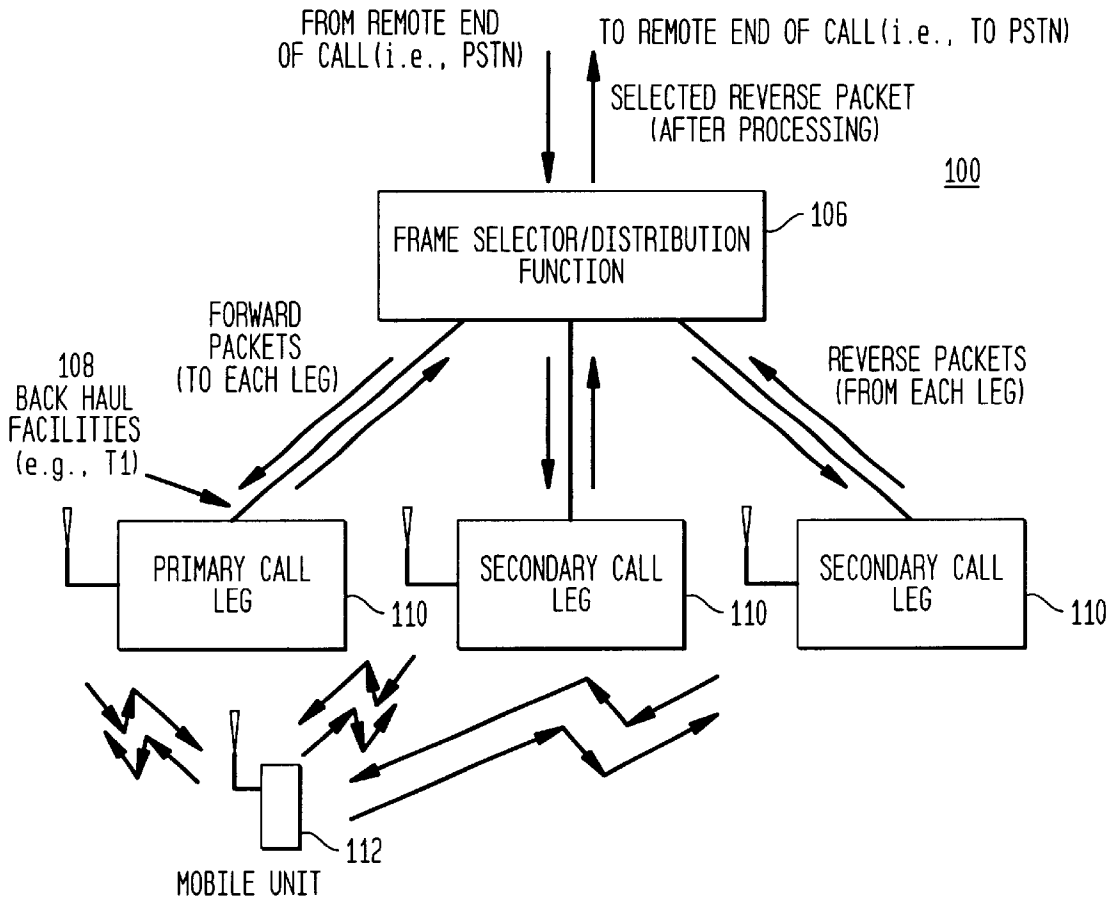 FROM REMOTE END
OF CALL(i.e., PSTN)
TO REMOTE END OF CALL(i.e., TO PSTN)
SELECTED REVERSE PACKET
(AFTER PROCESSING)
100
106
FRAME SELECTOR/DISTRIBUTION
FUNCTION
FORWARD
PACKETS
(TO EACH LEG)
REVERSE PACKETS
(FROM EACH LEG)
108
BACK HAUL
FACILITIES
(e.g., T1)
PRIMARY CALL
LEG
110
SECONDARY CALL
LEG
110
SECONDARY CALL
LEG
110
112
MOBILE UNIT